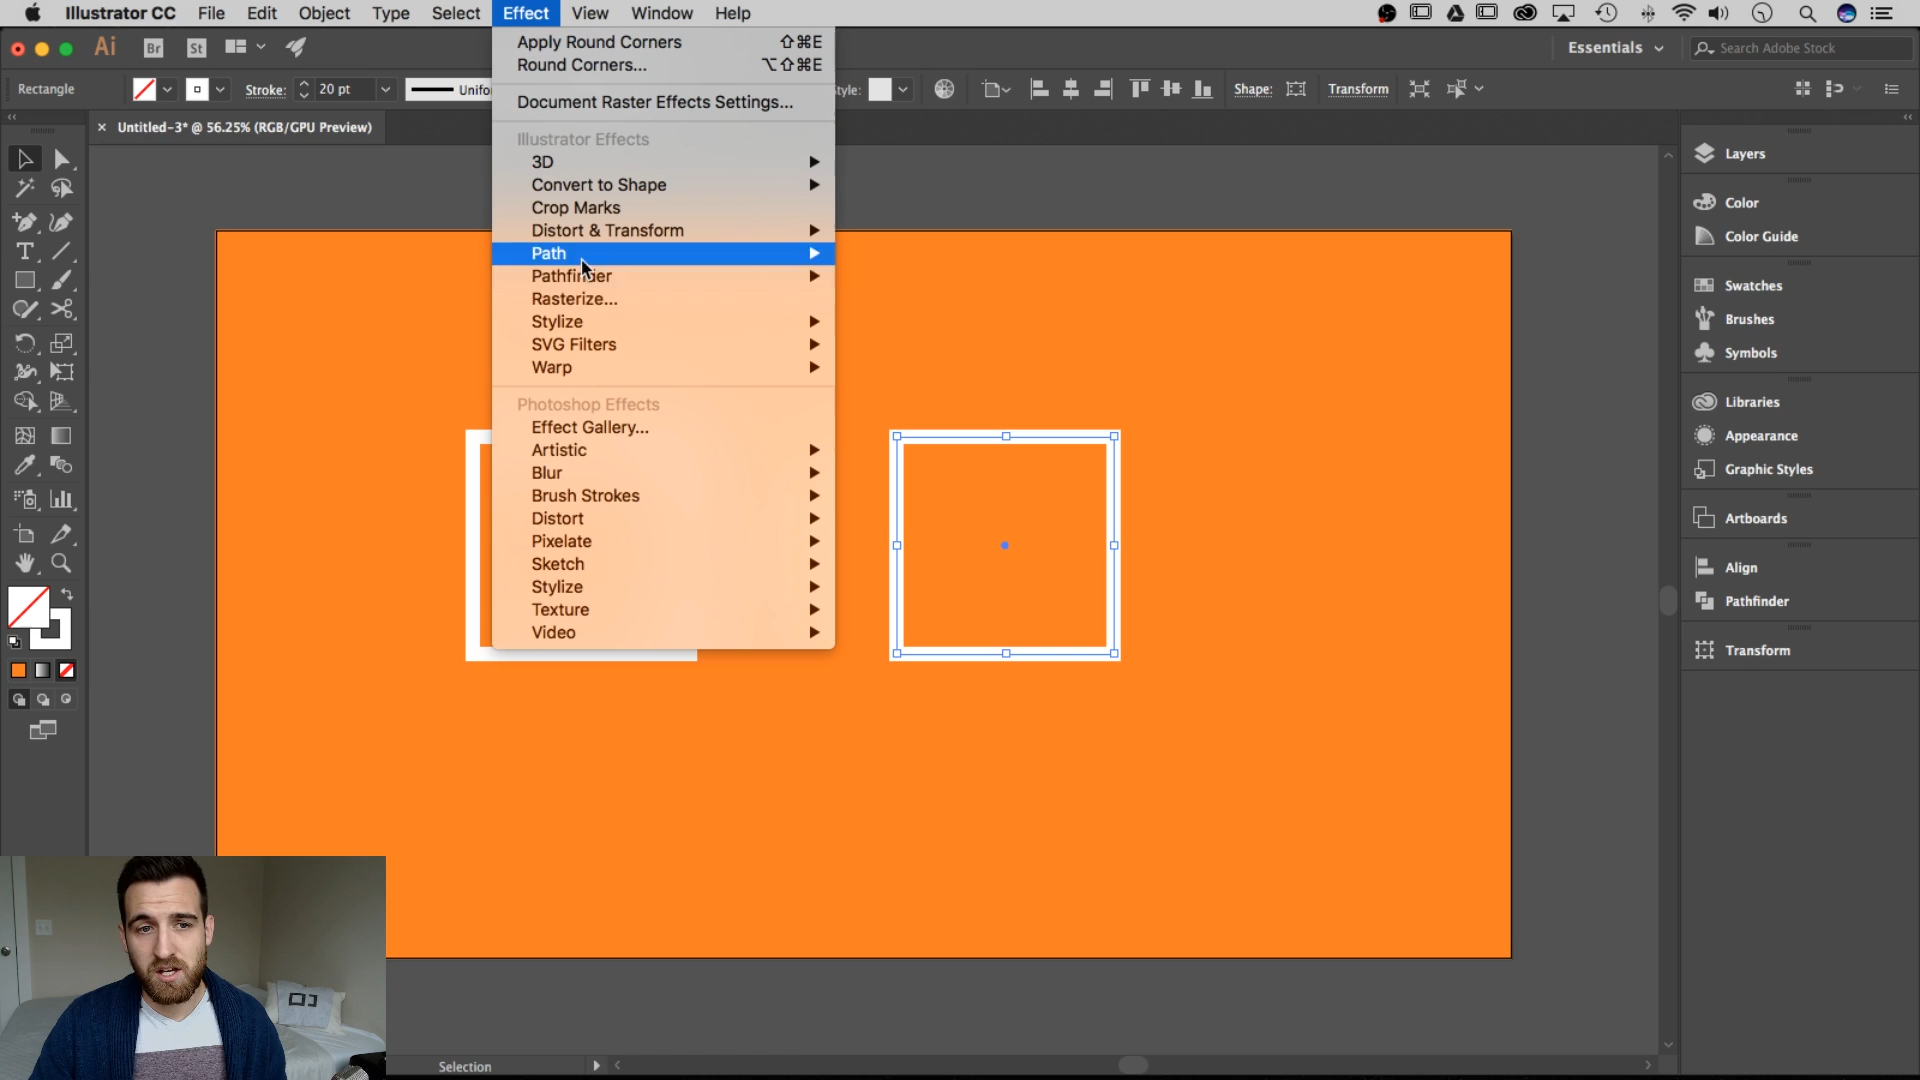 Illustrator CC File Edit Object Type Select Effect View Window Help
Ai Br St Essentials Search Adobe Stock
Rectangle Stroke: 20 pt Unifo tyle: Shape: Transform
× Untitled-3* @ 56.25% (RGB/GPU Preview)
Apply Round Corners ⇧⌘E
Round Corners... ⌥⇧⌘E
Document Raster Effects Settings...
Illustrator Effects
3D
Convert to Shape
Crop Marks
Distort & Transform
Path
Pathfinder
Rasterize...
Stylize
SVG Filters
Warp
Photoshop Effects
Effect Gallery...
Artistic
Blur
Brush Strokes
Distort
Pixelate
Sketch
Stylize
Texture
Video
Layers
Color
Color Guide
Swatches
Brushes
Symbols
Libraries
Appearance
Graphic Styles
Artboards
Align
Pathfinder
Transform
Selection